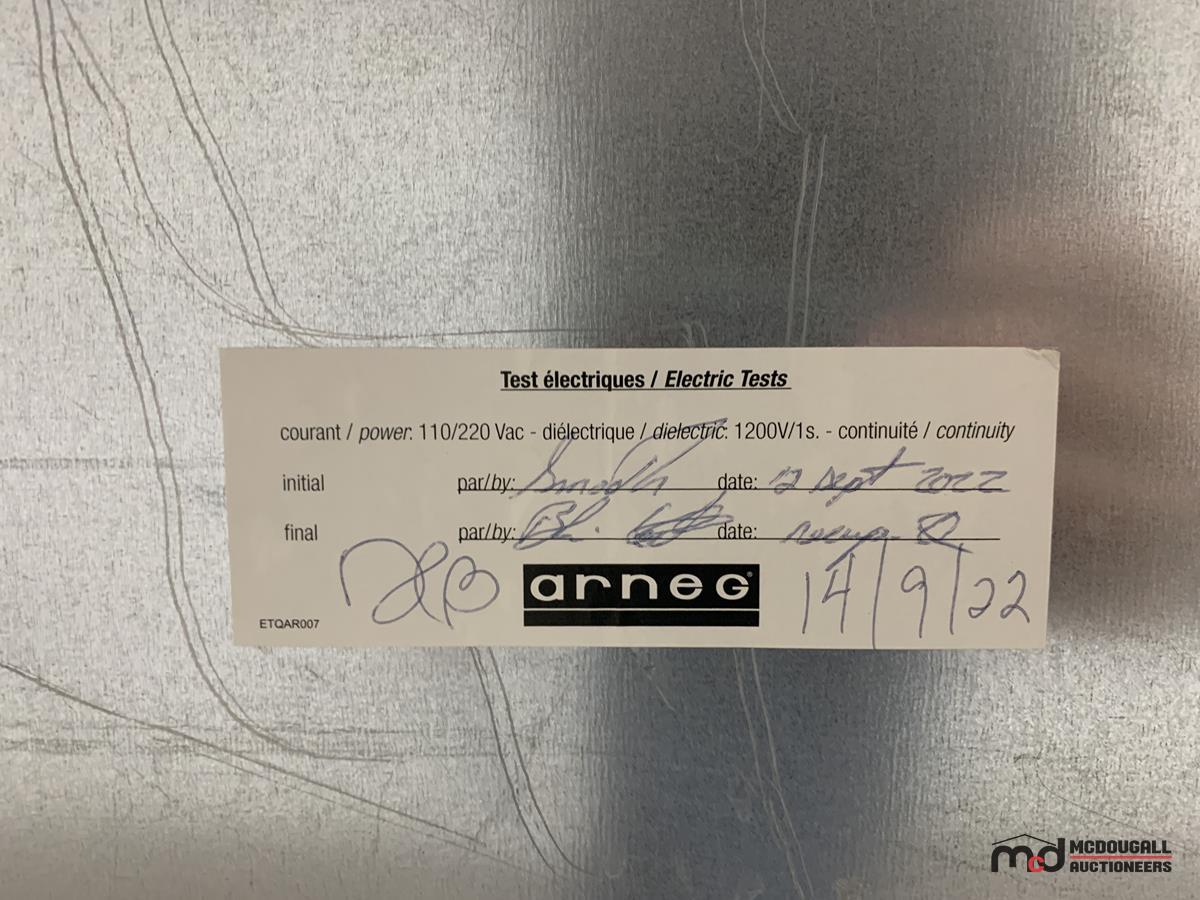 Test électriques / Electric Tests
courant / power: 110/220 Vac - diélectrique / dielectric: 1200V/1s. - continuité / continuity
initial par/by: date: 12 Sept 2022
final par/by: date:
14/9/22
arneg®
ETQAR007
mcd MCDOUGALL
AUCTIONEERS